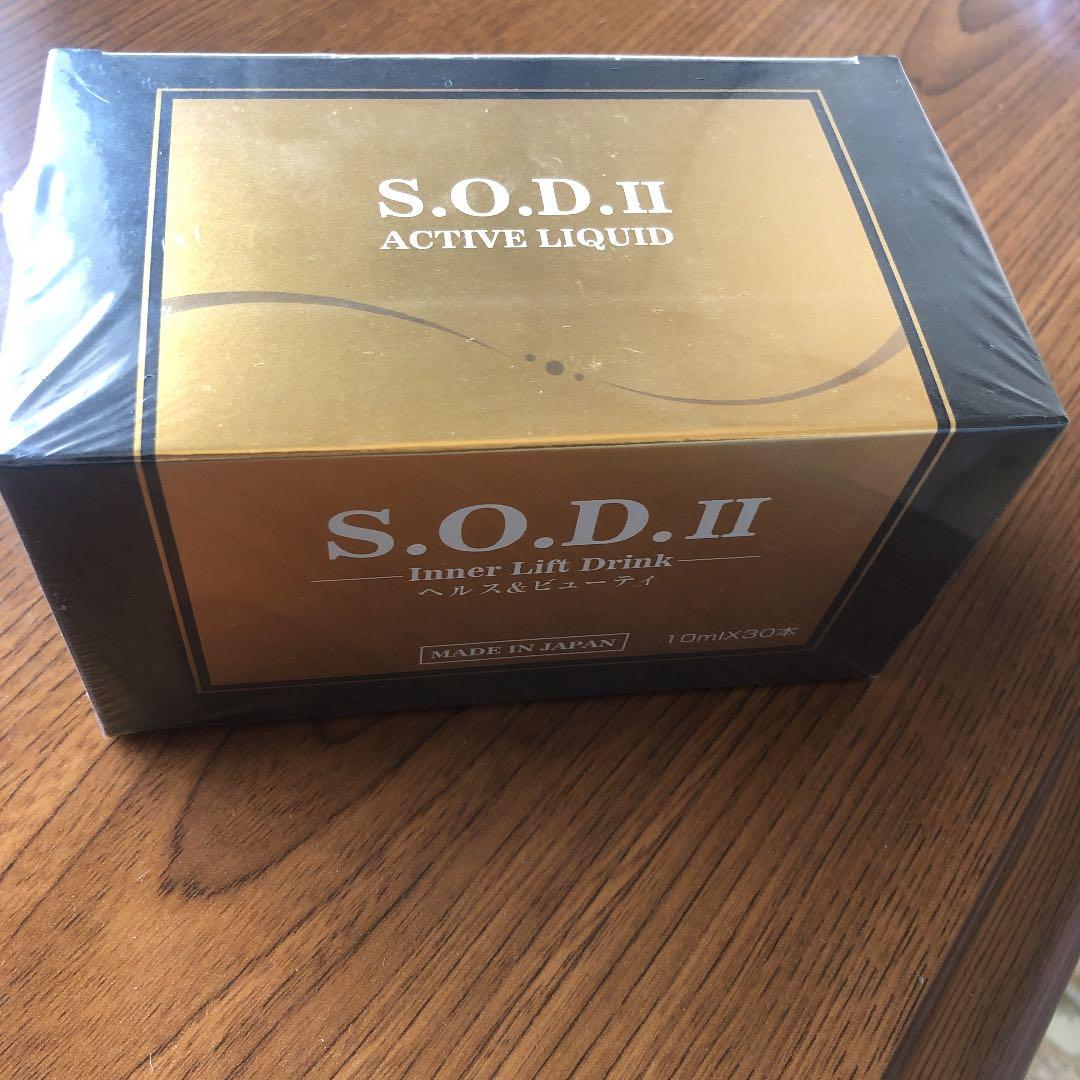 S.O.D.II
ACTIVE LIQUID
S.O.D.II
Inner Lift Drink
ヘルス&ビューティ
MADE IN JAPAN
10mlX30本